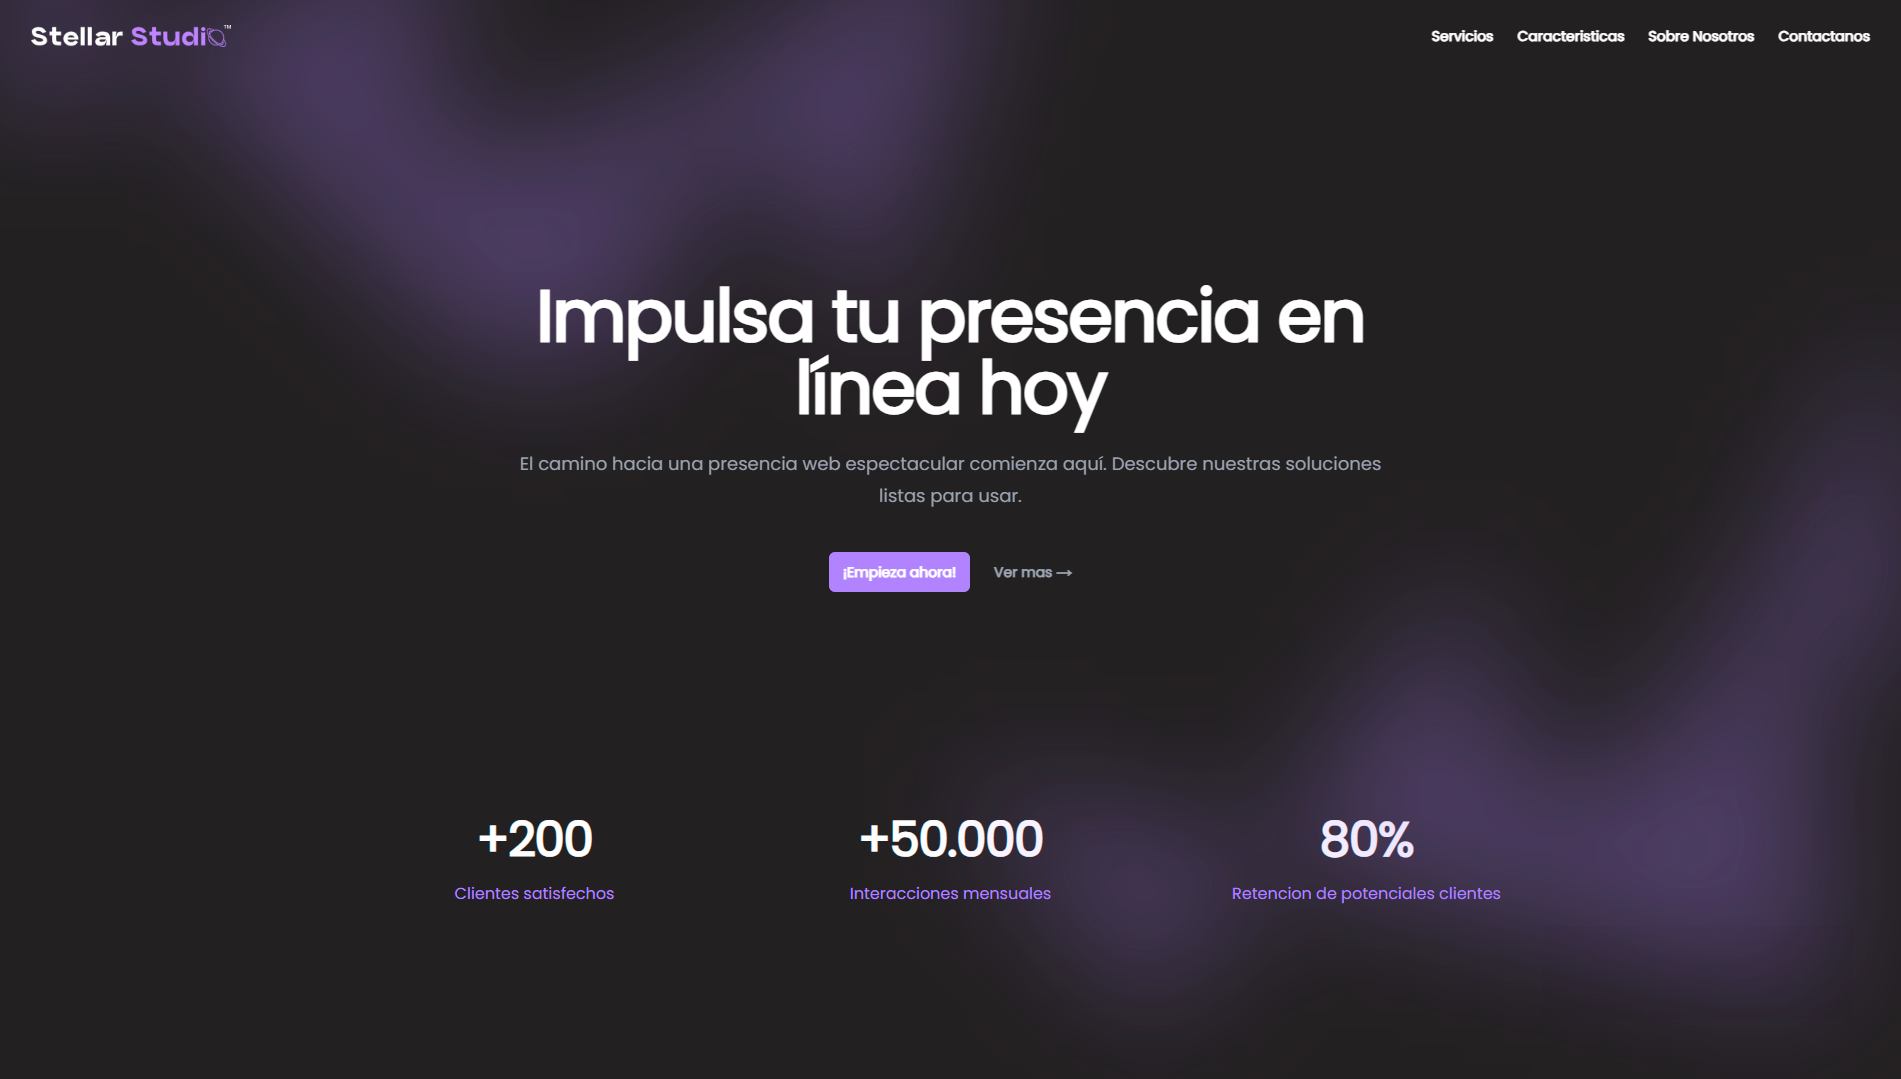 Stellar Studio™
Servicios Caracteristicas Sobre Nosotros Contactanos
Impulsa tu presencia en
línea hoy
El camino hacia una presencia web espectacular comienza aquí. Descubre nuestras soluciones
listas para usar.
¡Empieza ahora! Ver mas →
+200 +50.000 80%
Clientes satisfechos Interacciones mensuales Retencion de potenciales clientes